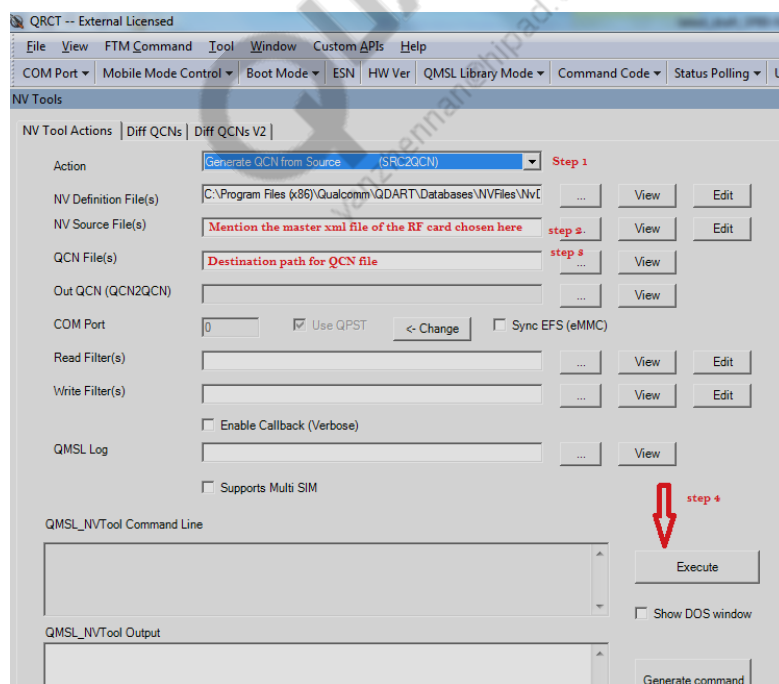 QRCT -- External Licensed
File View FTM Command Tool Window Custom APIs Help
COM Port Mobile Mode Control Boot Mode ESN HW Ver QMSL Library Mode Command Code Status Polling
NV Tools
NV Tool Actions Diff QCNs Diff QCNs V2
Action Generate QCN from Source (SRC2QCN) Step 1
NV Definition File(s) C:\Program Files (x86)\Qualcomm\QDART\Databases\NVFiles\Nv ... View Edit
NV Source File(s) Mention the master xml file of the RF card chosen here step 2. View Edit
QCN File(s) Destination path for QCN file step 3 ... View
Out QCN (QCN2QCN) ... View
COM Port 0 Use QPST <- Change Sync EFS (eMMC)
Read Filter(s) ... View Edit
Write Filter(s) ... View Edit
Enable Callback (Verbose)
QMSL Log ... View
Supports Multi SIM
step 4
QMSL_NVTool Command Line
Execute
Show DOS window
QMSL_NVTool Output
Generate command